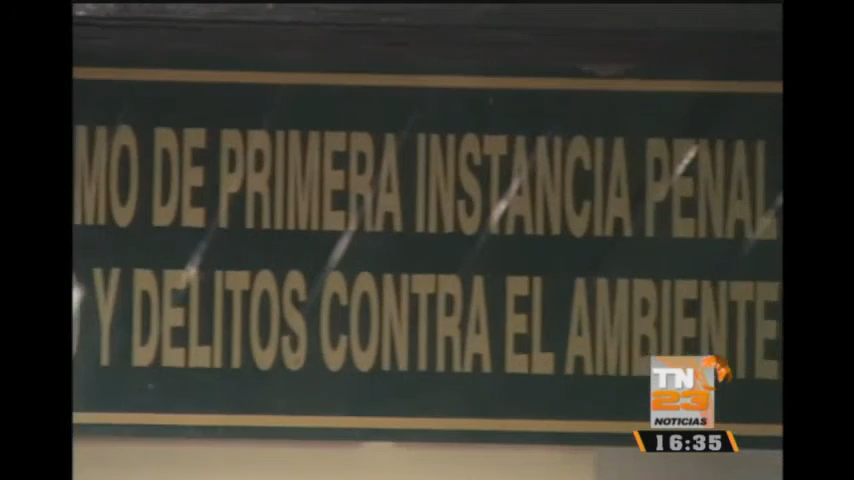 MO DE PRIMERA INSTANCIA PENAL
Y DELITOS CONTRA EL AMBIENTE
TN
23
NOTICIAS
16:35